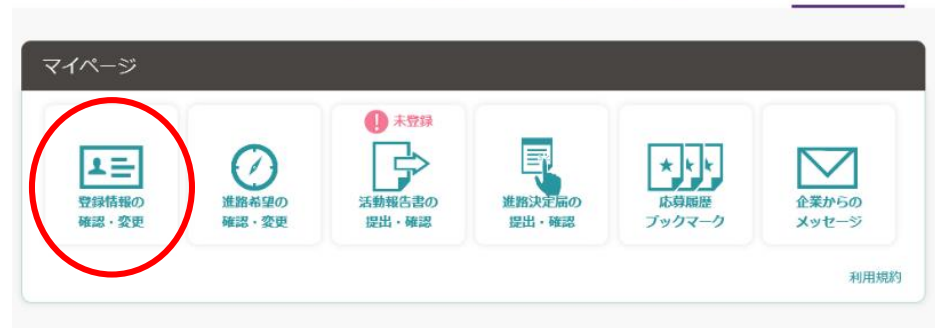 マイページ
未登録
登録情報の
確認・変更
進路希望の
確認・変更
活動報告書の
提出・確認
進路決定届の
提出・確認
応募履歴
ブックマーク
企業からの
メッセージ
利用規約